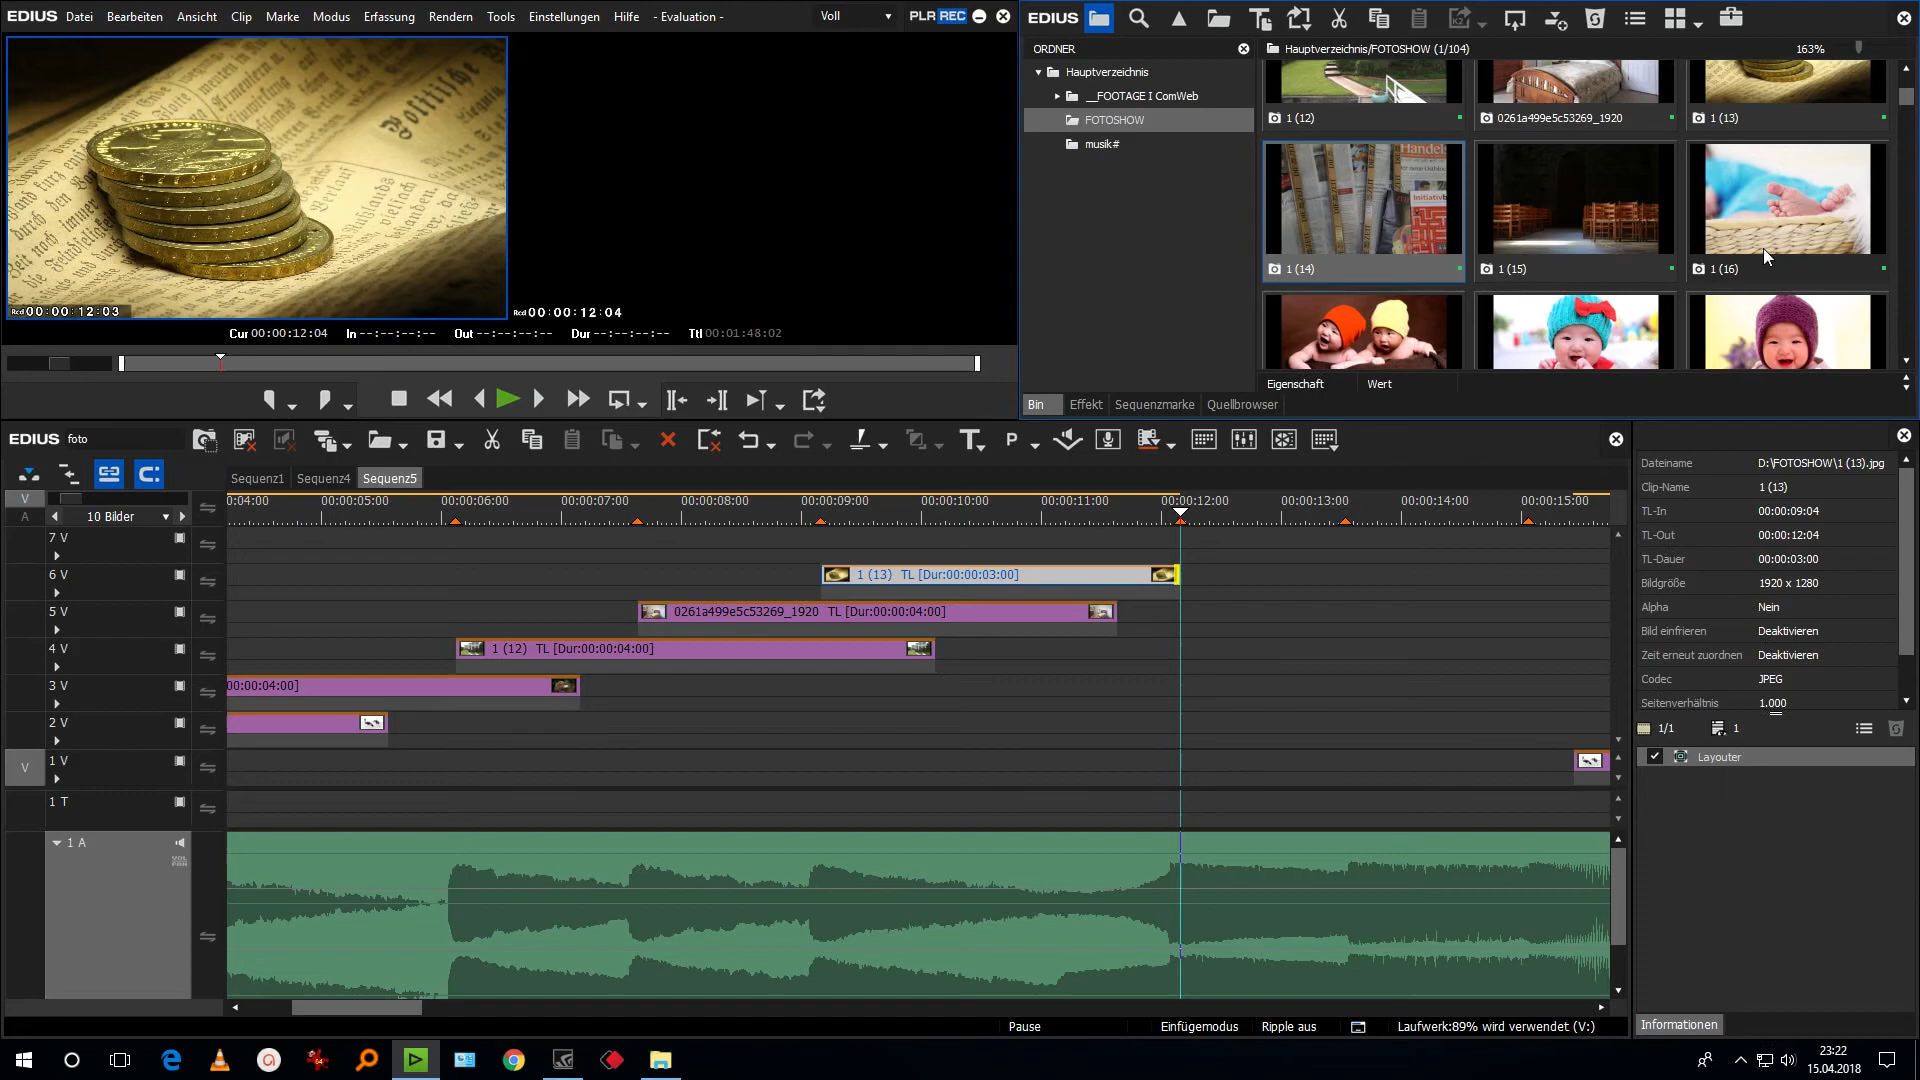 EDIUS Datei Bearbeiten Ansicht Clip Marke Modus Erfassung Rendern Tools Einstellungen Hilfe - Evaluation - Voll PLR REC
Politische
Rcd 00:00:12:03
Rcd 00:00:12:04
Cur 00:00:12:04 In --:--:--:-- Out --:--:--:-- Dur --:--:--:-- Ttl 00:01:48:02
EDIUS
ORDNER
Hauptverzeichnis/FOTOSHOW (1/104) 163%
Hauptverzeichnis
__FOOTAGE I ComWeb
FOTOSHOW
musik#
1 (12) 0261a499e5c53269_1920 1 (13)
Handels
Initiativ
1 (14) 1 (15) 1 (16)
Eigenschaft Wert
Bin Effekt Sequenzmarke Quellbrowser
EDIUS foto
Sequenz1 Sequenz4 Sequenz5
0:04:00 00:00:05:00 00:00:06:00 00:00:07:00 00:00:08:00 00:00:09:00 00:00:10:00 00:00:11:00 00:00:12:00 00:00:13:00 00:00:14:00 00:00:15:00
V
A 10 Bilder
7 V
6 V 1 (13) TL [Dur:00:00:03:00]
5 V 0261a499e5c53269_1920 TL [Dur:00:00:04:00]
4 V 1 (12) TL [Dur:00:00:04:00]
3 V 00:00:04:00]
2 V
1 V
V
1 T
1 A
VOL
PAN
Dateiname D:\FOTOSHOW\1 (13).jpg
Clip-Name 1 (13)
TL-In 00:00:09:04
TL-Out 00:00:12:04
TL-Dauer 00:00:03:00
Bildgröße 1920 x 1280
Alpha Nein
Bild einfrieren Deaktivieren
Zeit erneut zuordnen Deaktivieren
Codec JPEG
Seitenverhältnis 1.000
1/1 1
Layouter
Informationen
Pause Einfügemodus Ripple aus Laufwerk:89% wird verwendet (V:)
23:22
15.04.2018